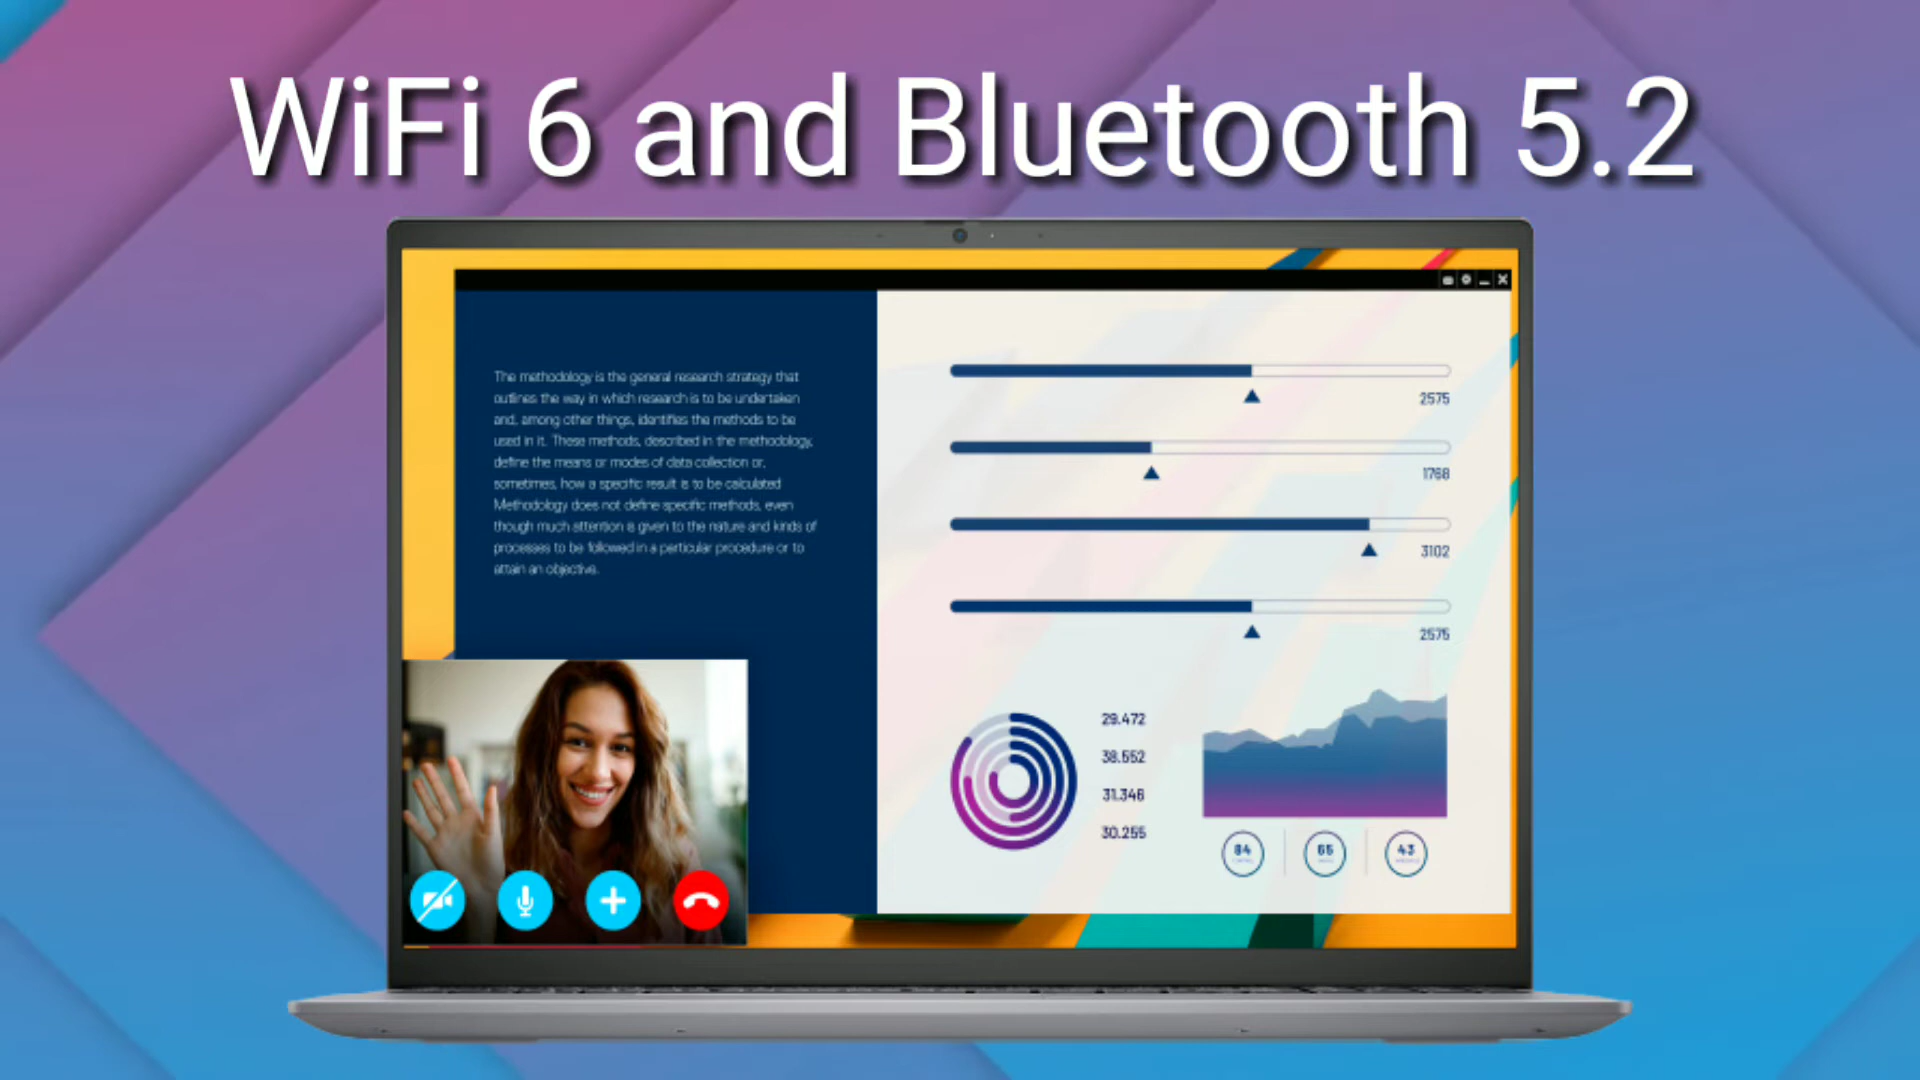 WiFi 6 and Bluetooth 5.2
The methodology is the general research strategy that
outlines the way in which research is to be undertaken
and, among other things, identifies the methods to be
used in it. These methods, described in the methodology,
define the means or modes of data collection or,
sometimes, how a specific result is to be calculated
Methodology does not define specific methods, even
though much attention is given to the nature and kinds of
processes to be followed in a particular procedure or to
attain an objective.
2575
1768
3102
2575
29.472
38.552
31.346
30.255
84
65
43